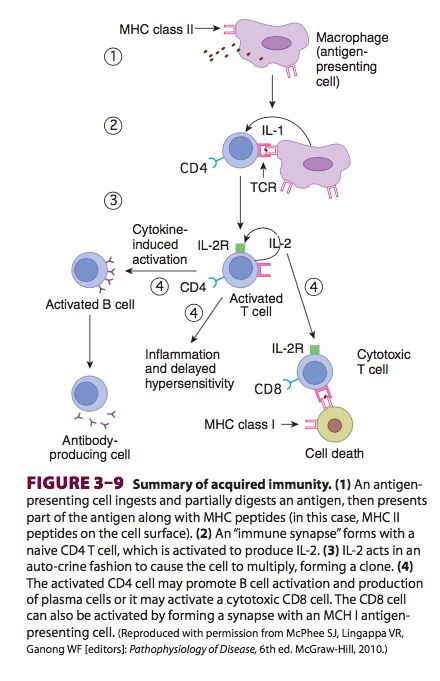 MHC class II
Macrophage
(antigen-
presenting
cell)
1
2
IL-1
CD4
TCR
3
Cytokine-
induced
activation
IL-2R
IL-2
4
CD4
4
4
Activated B cell
Activated
T cell
IL-2R
Cytotoxic
T cell
Inflammation
and delayed
hypersensitivity
CD8
MHC class I
Antibody-
producing cell
Cell death
FIGURE 3–9 Summary of acquired immunity. (1) An antigen-
presenting cell ingests and partially digests an antigen, then presents
part of the antigen along with MHC peptides (in this case, MHC II
peptides on the cell surface). (2) An “immune synapse” forms with a
naive CD4 T cell, which is activated to produce IL-2. (3) IL-2 acts in an
auto-crine fashion to cause the cell to multiply, forming a clone. (4)
The activated CD4 cell may promote B cell activation and production
of plasma cells or it may activate a cytotoxic CD8 cell. The CD8 cell
can also be activated by forming a synapse with an MCH I antigen-
presenting cell. (Reproduced with permission from McPhee SJ, Lingappa VR,
Ganong WF [editors]: Pathophysiology of Disease, 6th ed. McGraw-Hill, 2010.)